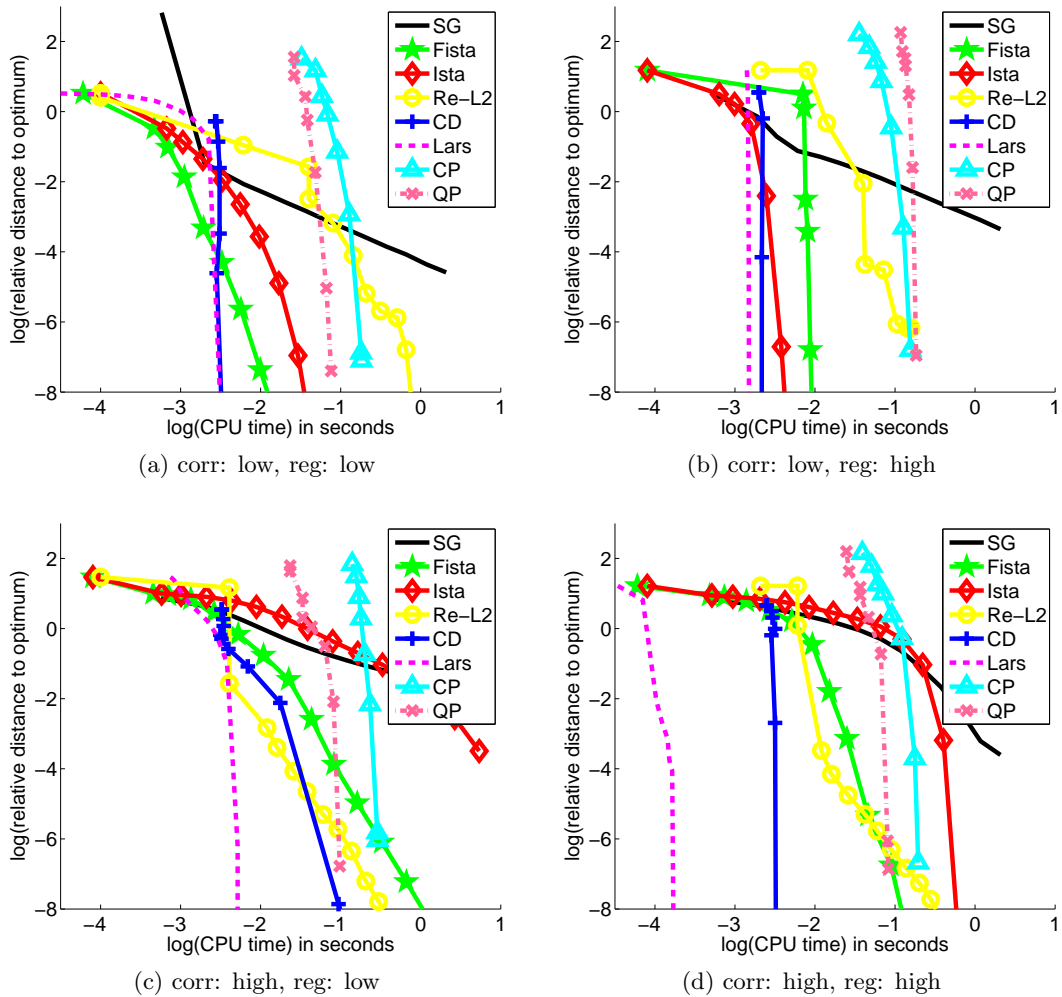 2
0
−2
−4
−6
−8
−4
−3
−2
−1
0
1
log(relative distance to optimum)
log(CPU time) in seconds
SG
Fista
Ista
Re−L2
CD
Lars
CP
QP
(a) corr: low, reg: low
2
0
−2
−4
−6
−8
−4
−3
−2
−1
0
1
log(relative distance to optimum)
log(CPU time) in seconds
SG
Fista
Ista
Re−L2
CD
Lars
CP
QP
(b) corr: low, reg: high
2
0
−2
−4
−6
−8
−4
−3
−2
−1
0
1
log(relative distance to optimum)
log(CPU time) in seconds
SG
Fista
Ista
Re−L2
CD
Lars
CP
QP
(c) corr: high, reg: low
2
0
−2
−4
−6
−8
−4
−3
−2
−1
0
1
log(relative distance to optimum)
log(CPU time) in seconds
SG
Fista
Ista
Re−L2
CD
Lars
CP
QP
(d) corr: high, reg: high